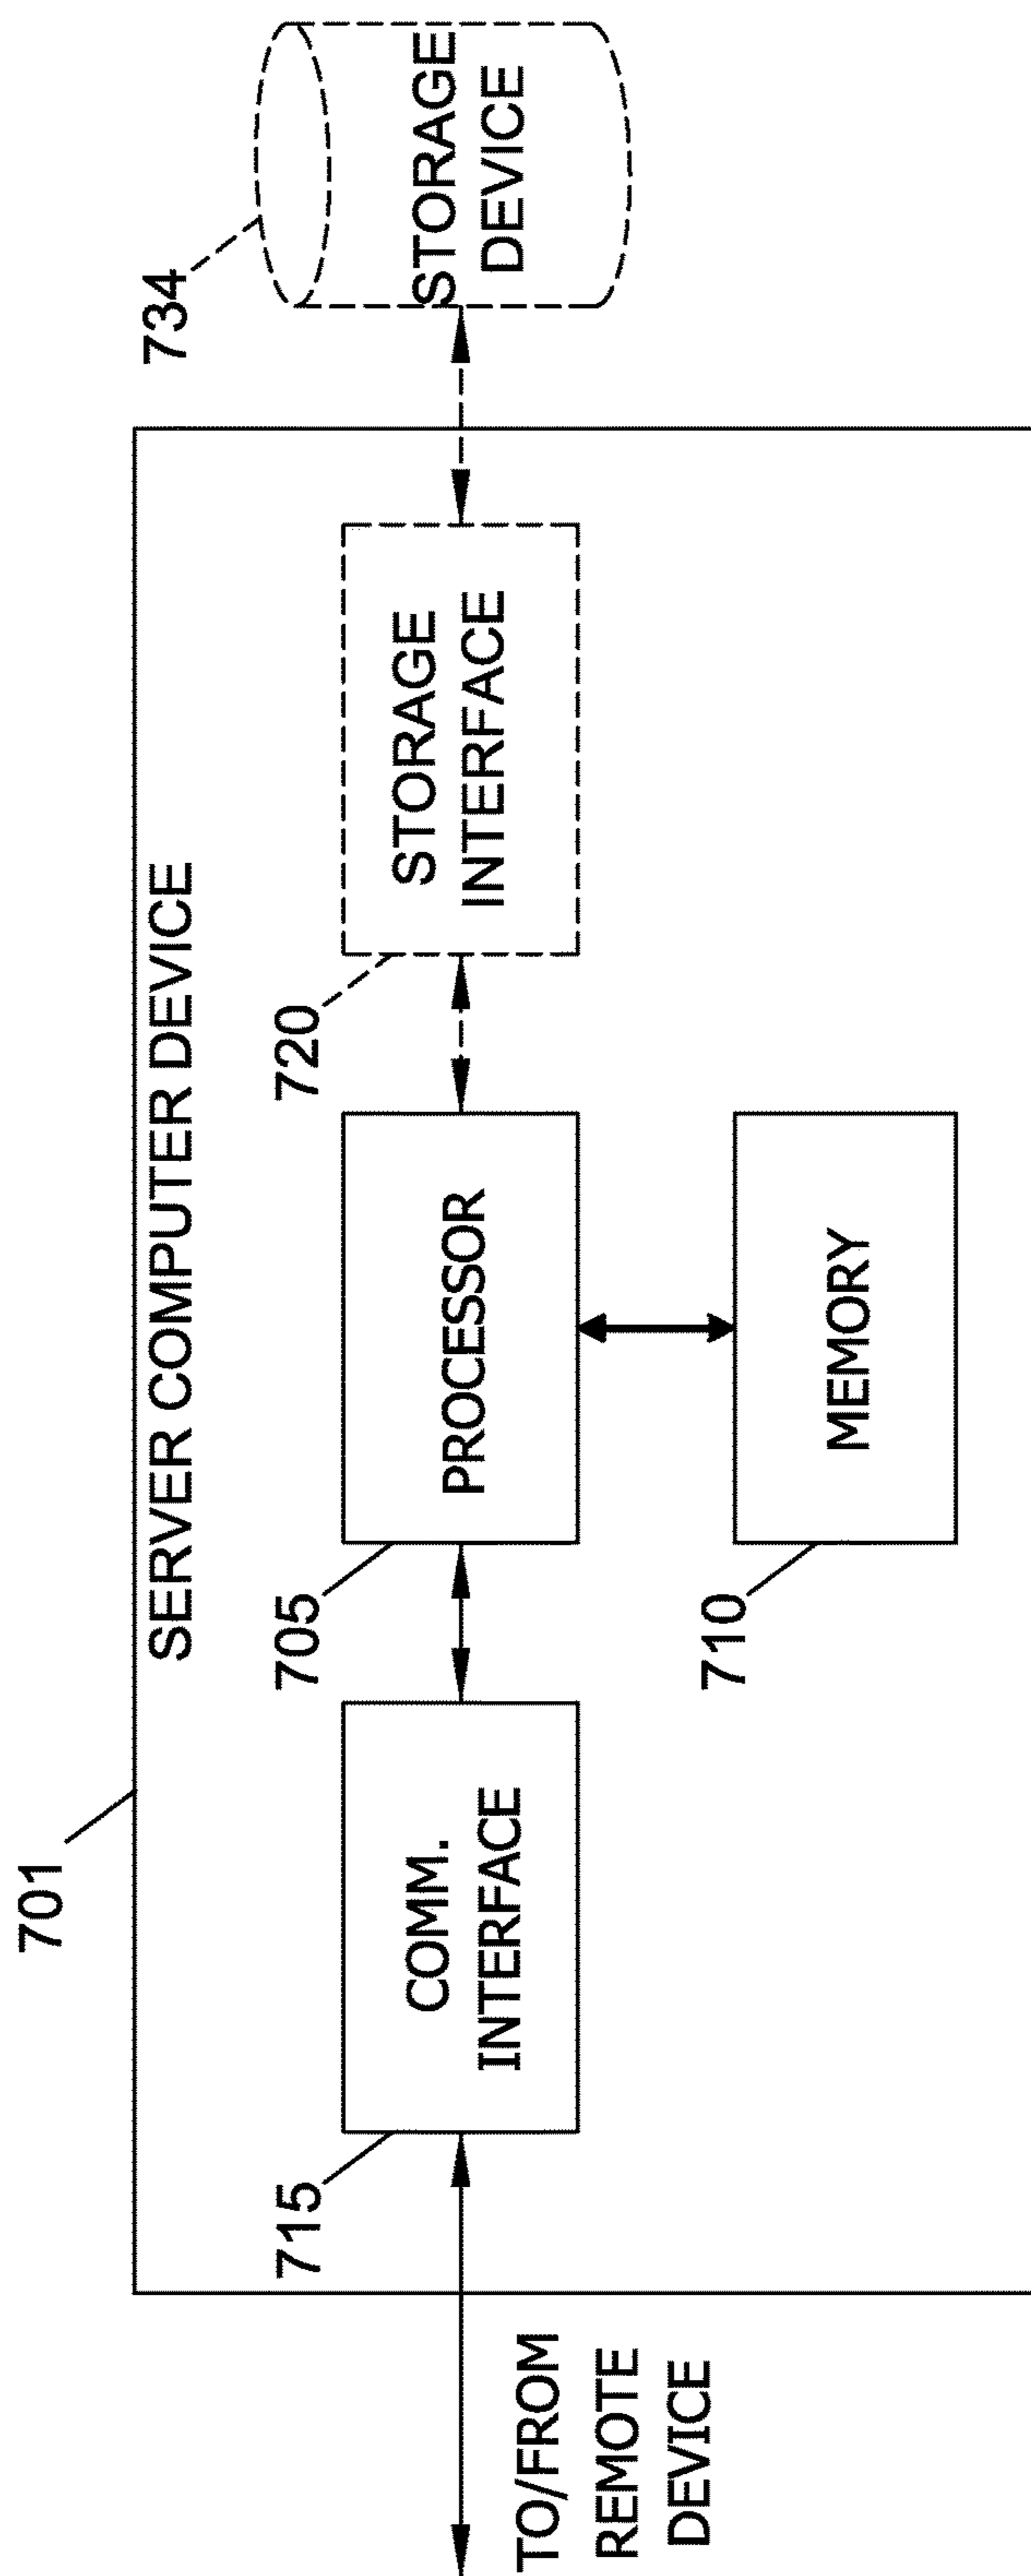 701
SERVER COMPUTER DEVICE
734
715
705
720
COMM.
INTERFACE
PROCESSOR
STORAGE
INTERFACE
STORAGE
DEVICE
TO/FROM
REMOTE
DEVICE
710
MEMORY